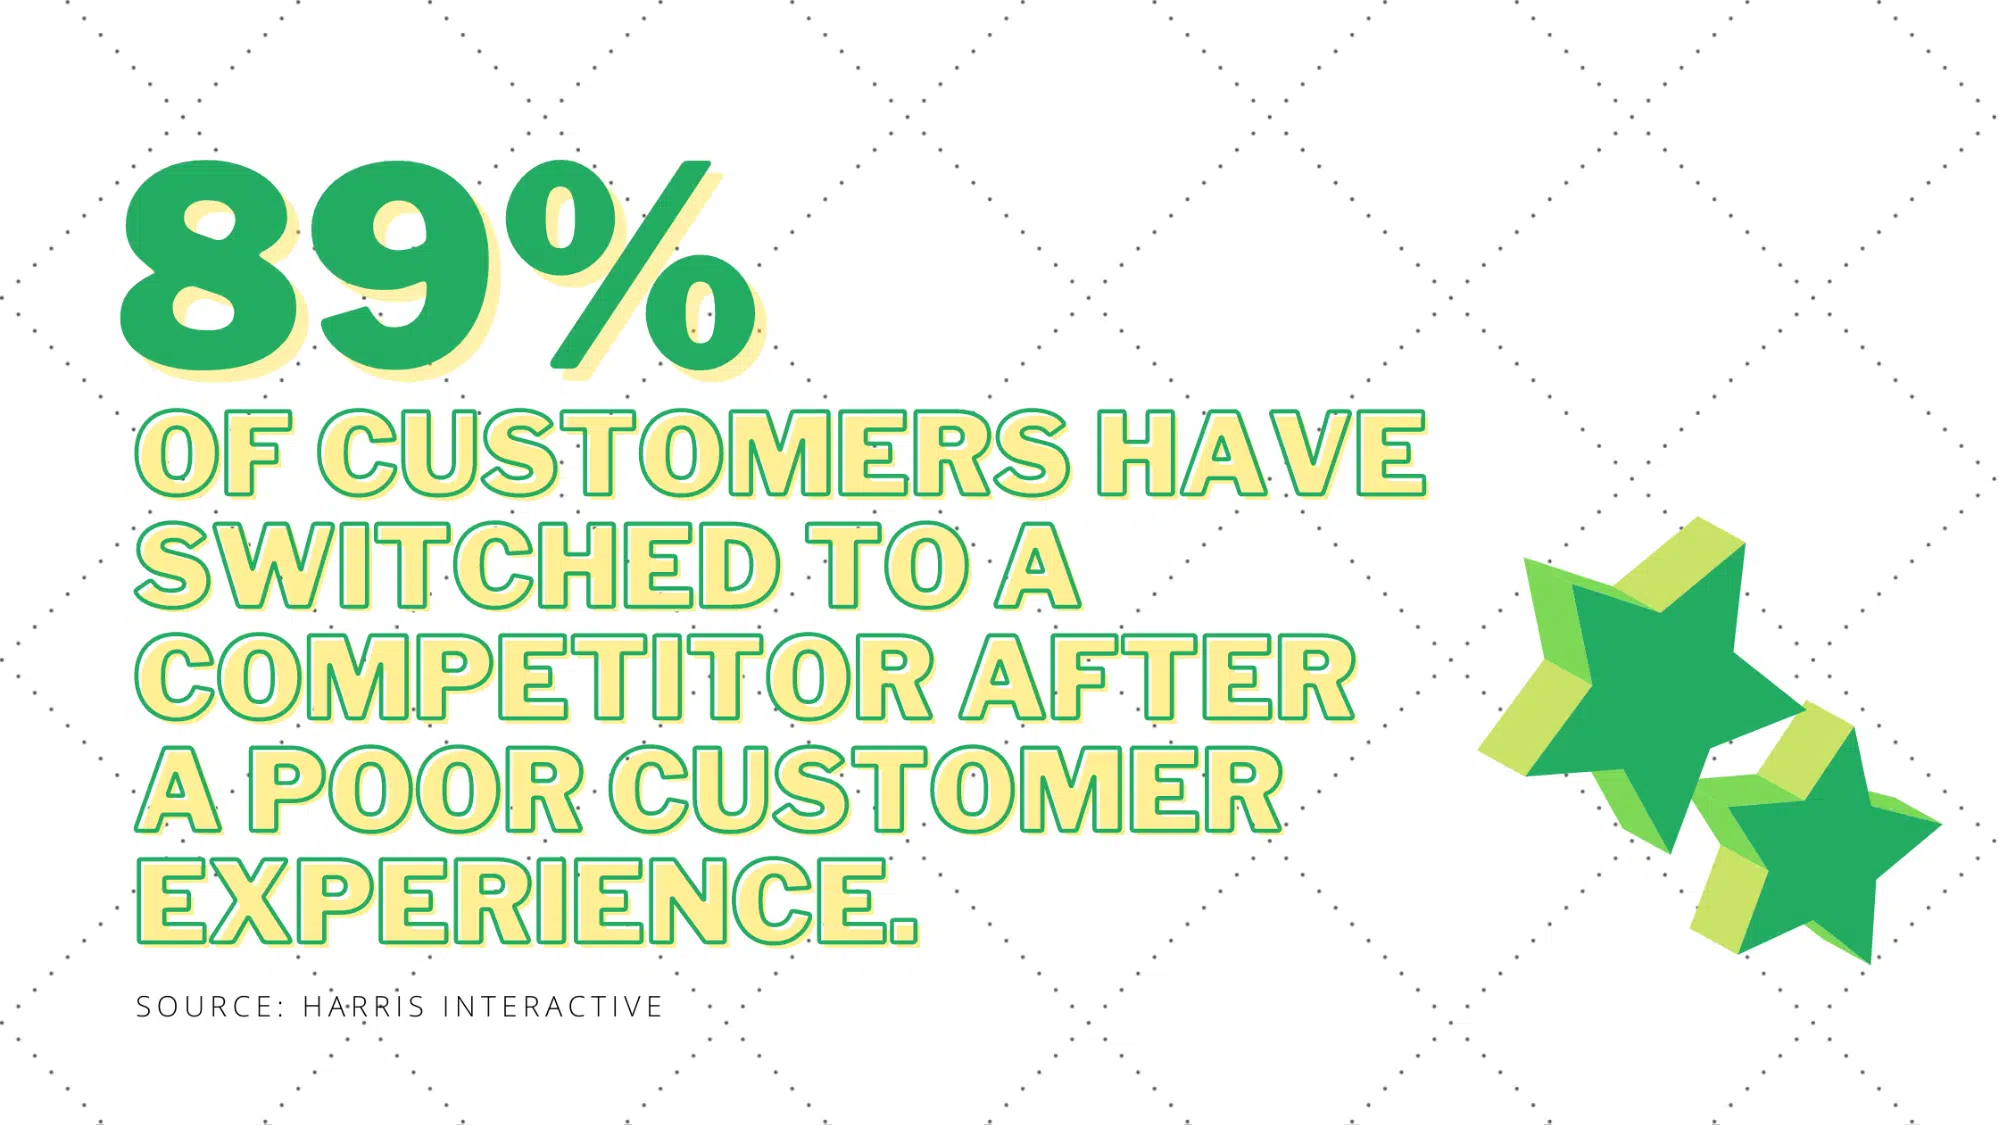 89%
OF CUSTOMERS HAVE
SWITCHED TO A
COMPETITOR AFTER
A POOR CUSTOMER
EXPERIENCE.
SOURCE: HARRIS INTERACTIVE